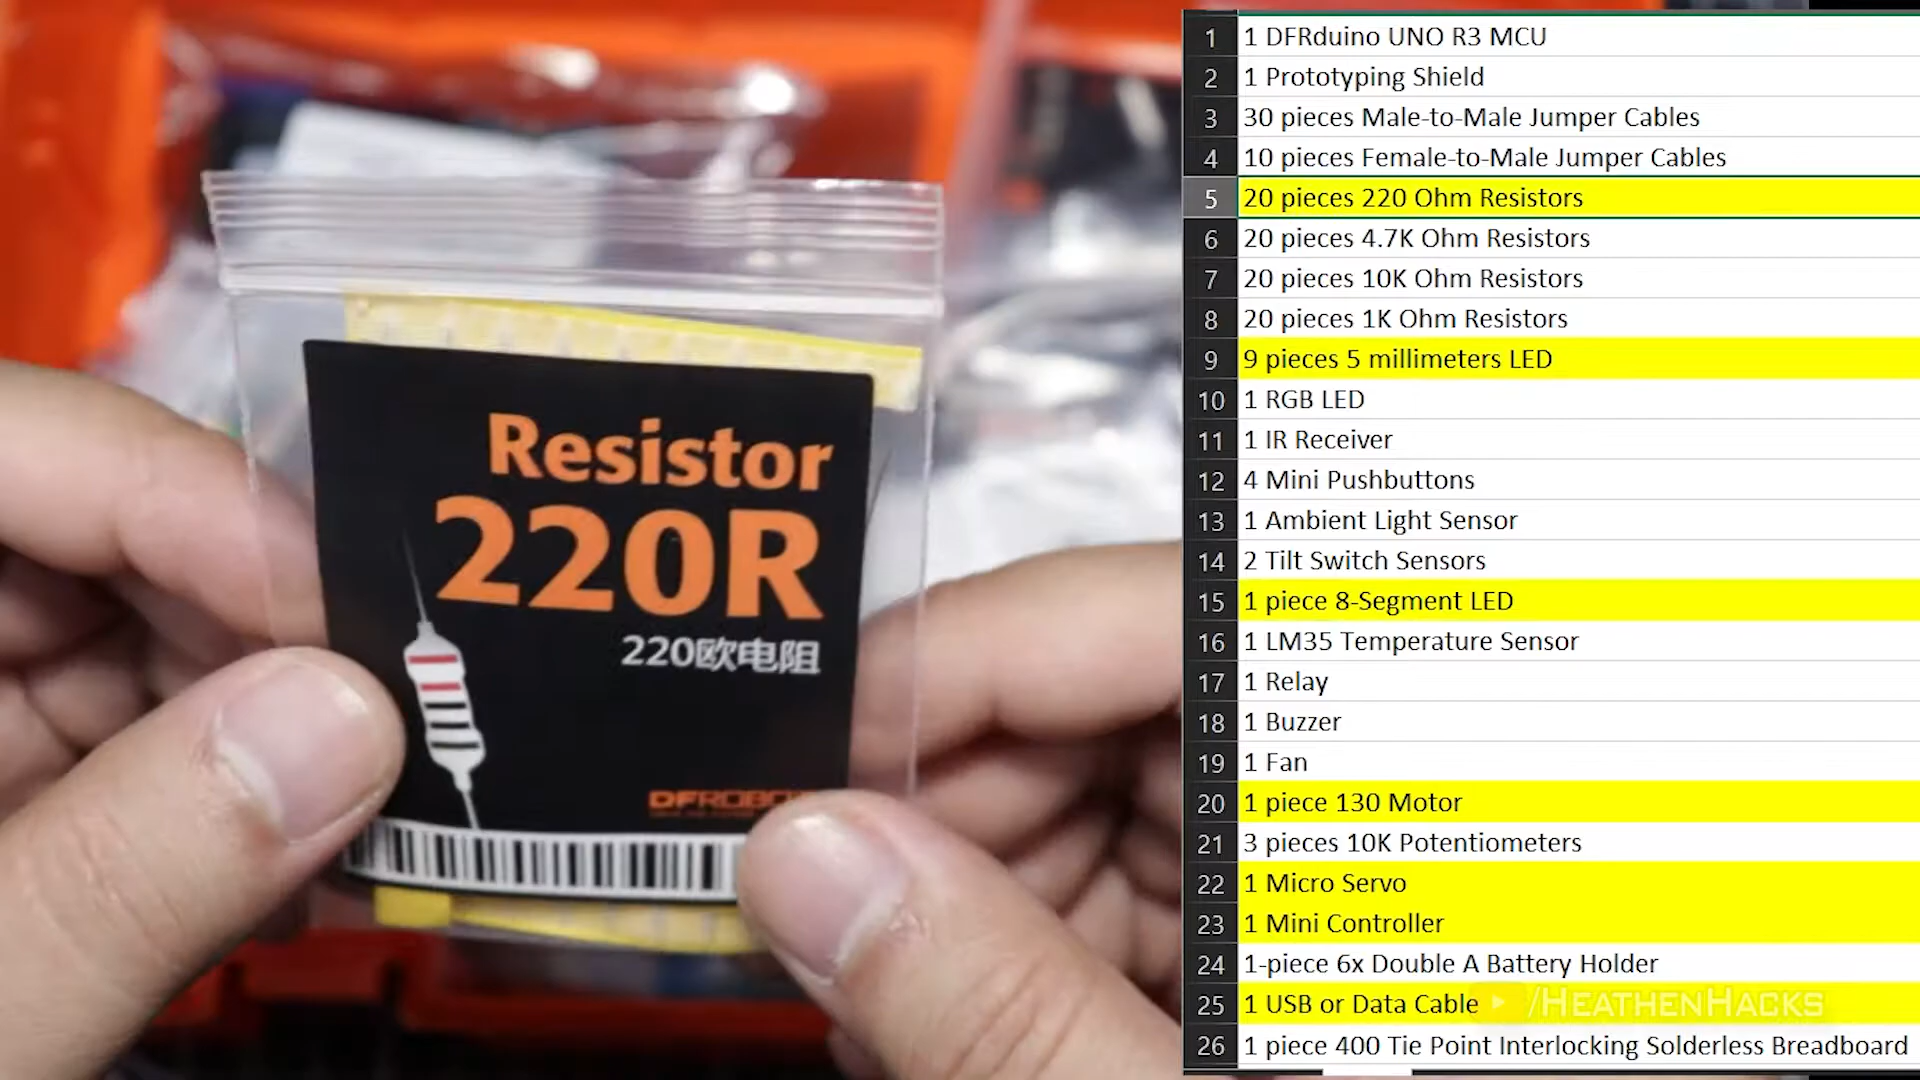 Resistor
220R
220欧电阻
DFROBOT
1 1 DFRduino UNO R3 MCU
2 1 Prototyping Shield
3 30 pieces Male-to-Male Jumper Cables
4 10 pieces Female-to-Male Jumper Cables
5 20 pieces 220 Ohm Resistors
6 20 pieces 4.7K Ohm Resistors
7 20 pieces 10K Ohm Resistors
8 20 pieces 1K Ohm Resistors
9 9 pieces 5 millimeters LED
10 1 RGB LED
11 1 IR Receiver
12 4 Mini Pushbuttons
13 1 Ambient Light Sensor
14 2 Tilt Switch Sensors
15 1 piece 8-Segment LED
16 1 LM35 Temperature Sensor
17 1 Relay
18 1 Buzzer
19 1 Fan
20 1 piece 130 Motor
21 3 pieces 10K Potentiometers
22 1 Micro Servo
23 1 Mini Controller
24 1-piece 6x Double A Battery Holder
25 1 USB or Data Cable
/HEATHENHACKS
26 1 piece 400 Tie Point Interlocking Solderless Breadboard